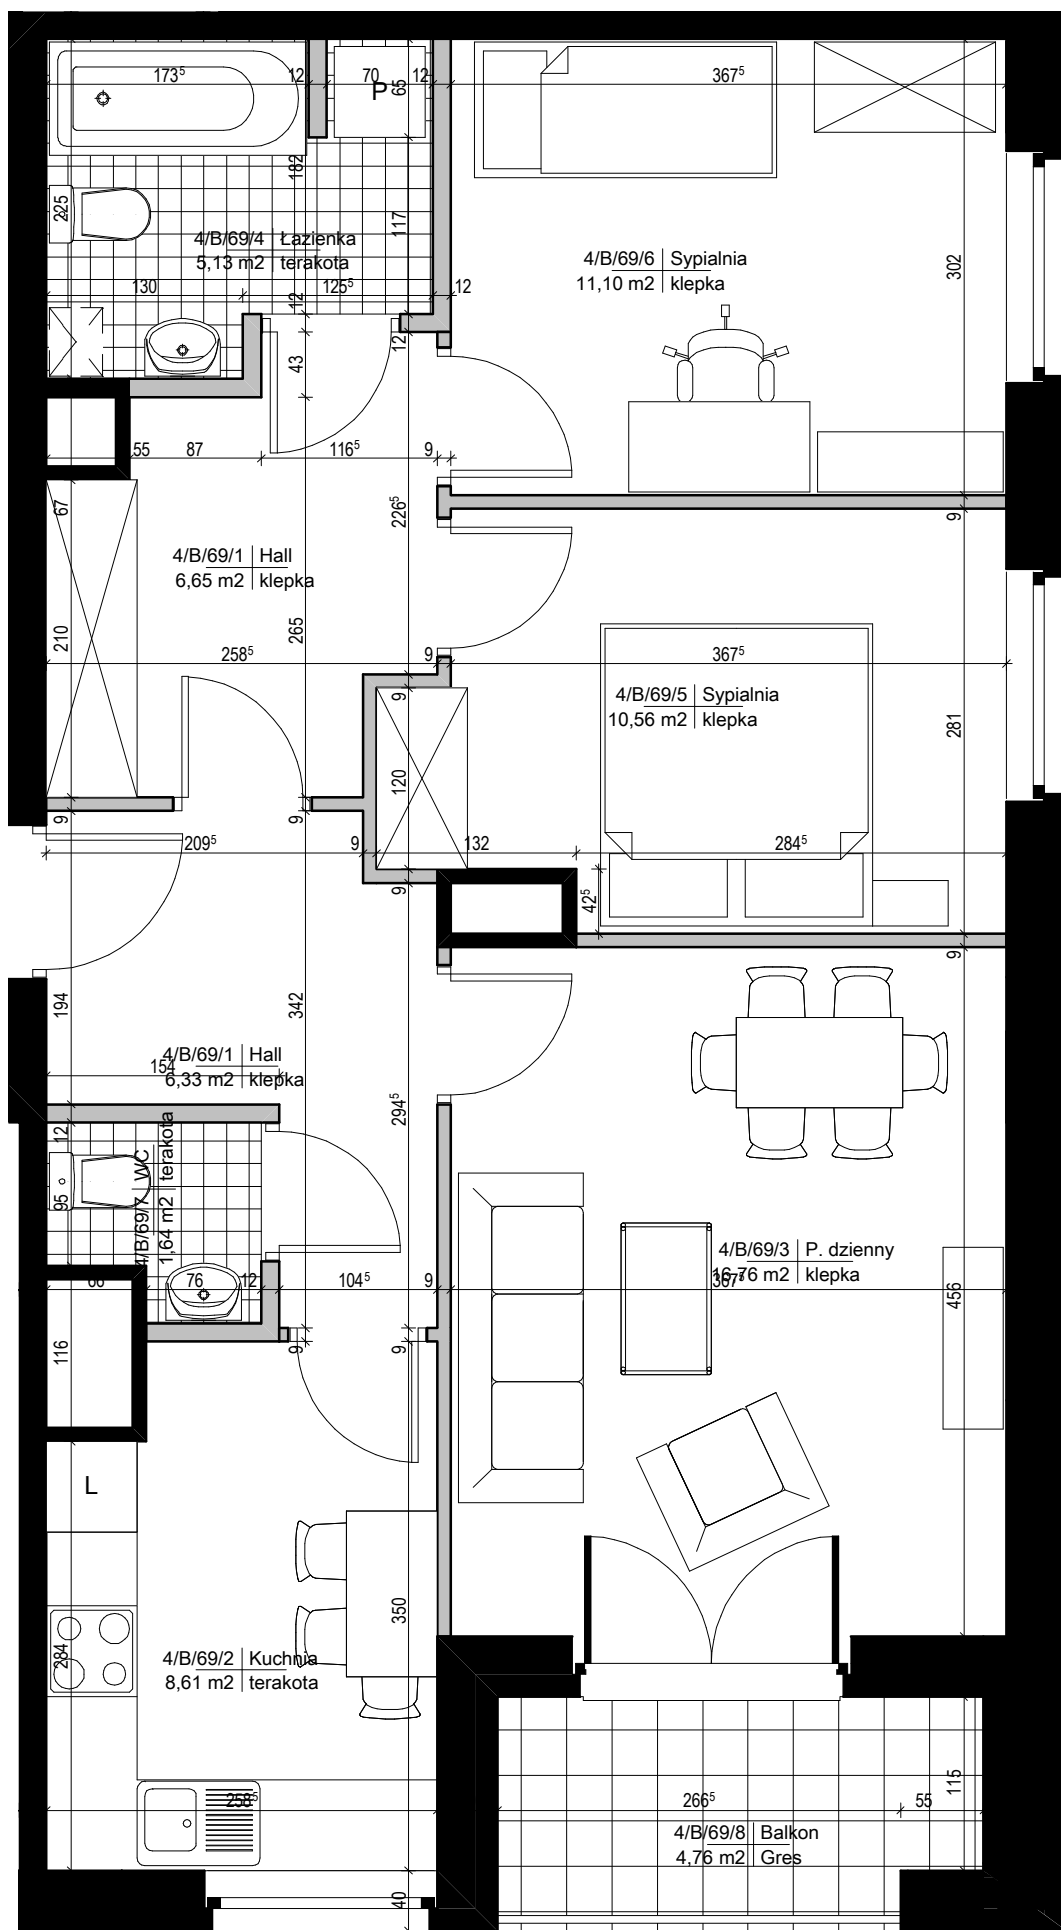 173⁵ 12 70 12 367⁵
P
65
182
225
117
4/B/69/4 Łazienka
5,13 m2 terakota
4/B/69/6 Sypialnia
11,10 m2 klepka
302
130 125⁵ 12
12
43
12
55 87 116⁵ 9
67
226⁵
9
4/B/69/1 Hall
6,65 m2 klepka
210
265
258⁵ 9 367⁵
9
4/B/69/5 Sypialnia
10,56 m2 klepka
281
120
9
9
209⁵ 9 132 284⁵
9
42⁵
9
194
342
4/B/69/1 Hall
154
6,33 m2 klepka
294⁵
12
4/B/69/7 WC
1,64 m2 terakota
95
4/B/69/3 P. dzienny
16,76 m2 klepka
66 76 12 104⁵ 9 367⁵
456
116
9
9
L
350
284
4/B/69/2 Kuchnia
8,61 m2 terakota
258⁵
266⁵ 55
115
4/B/69/8 Balkon
4,76 m2 Gres
40